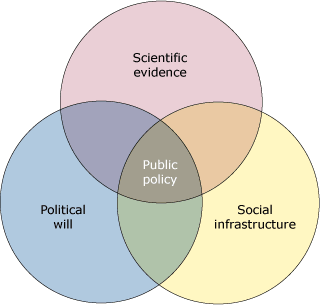 Scientific
evidence
Public
policy
Political
will
Social
infrastructure